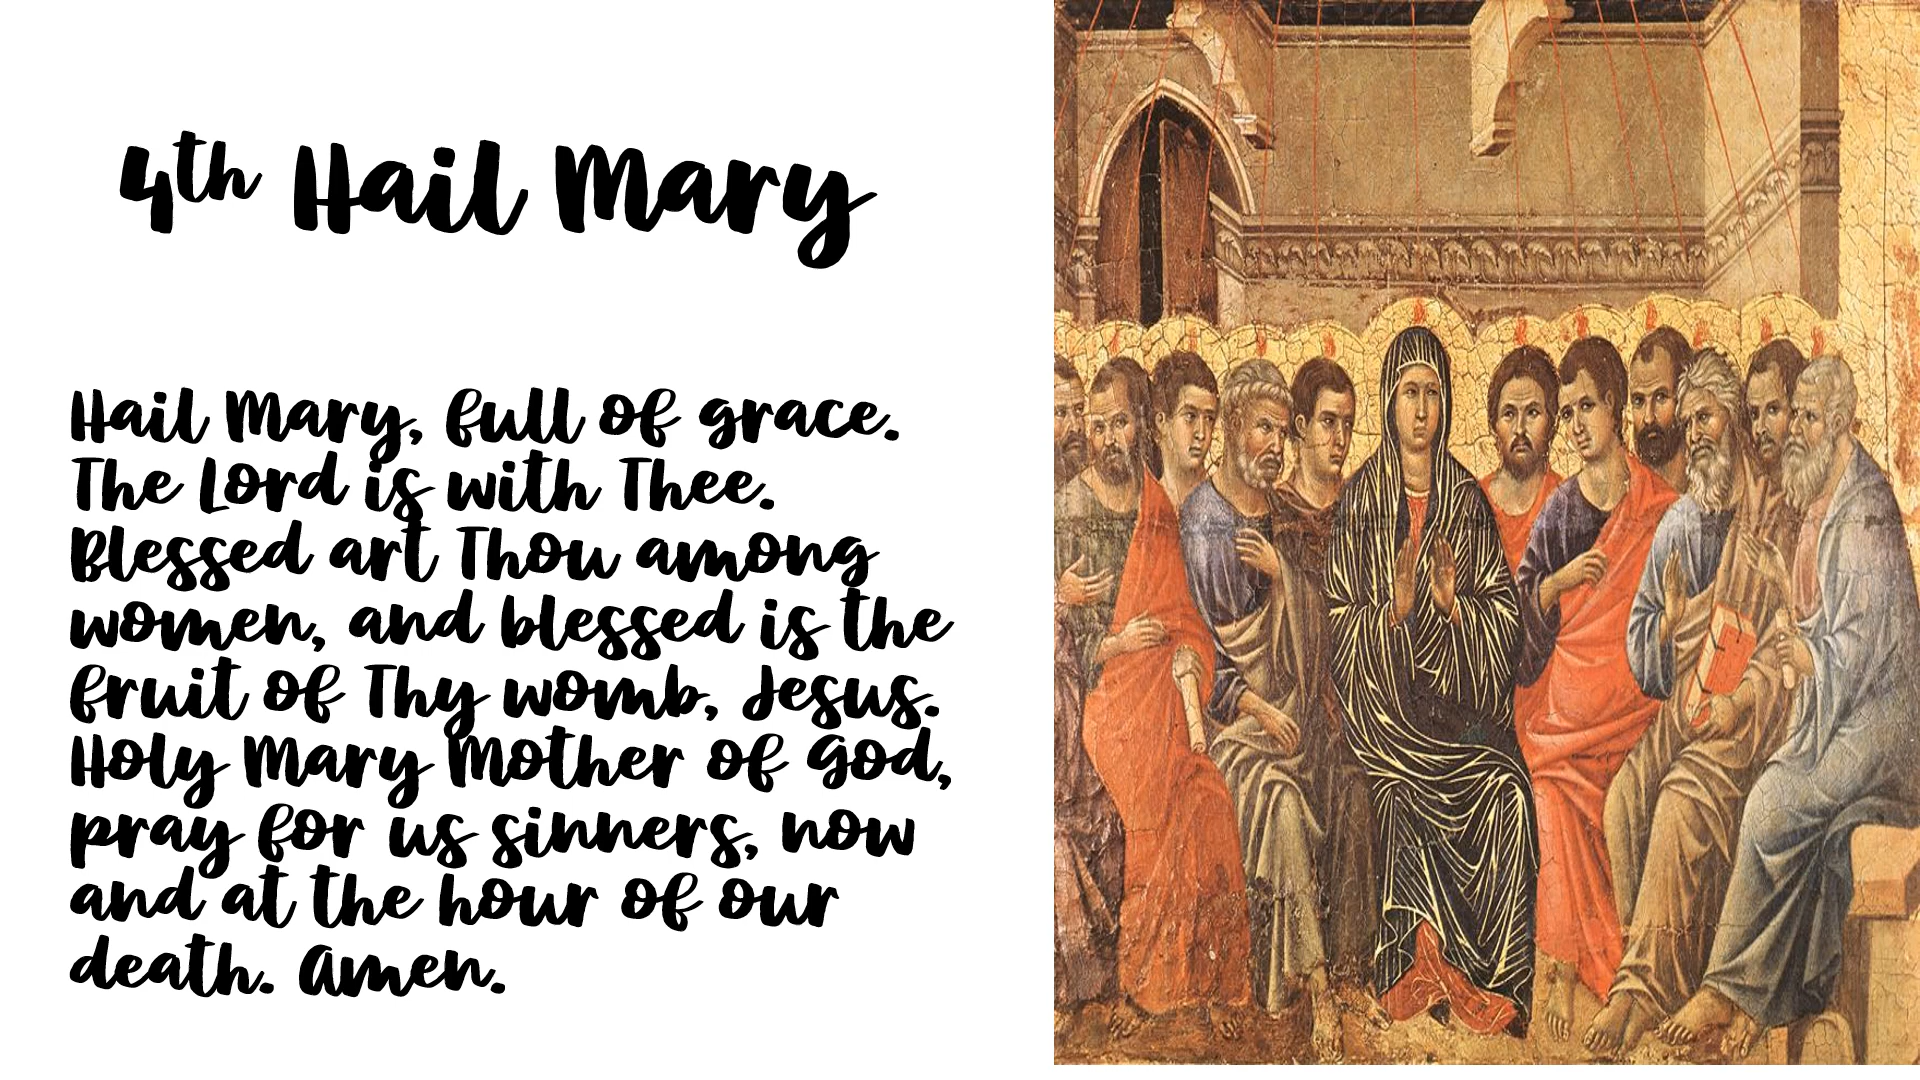 4th Hail Mary
Hail Mary, full of grace.
The Lord is with Thee.
Blessed art Thou among
women, and blessed is the
fruit of Thy womb, Jesus.
Holy Mary Mother of God,
pray for us sinners, now
and at the hour of our
death. Amen.